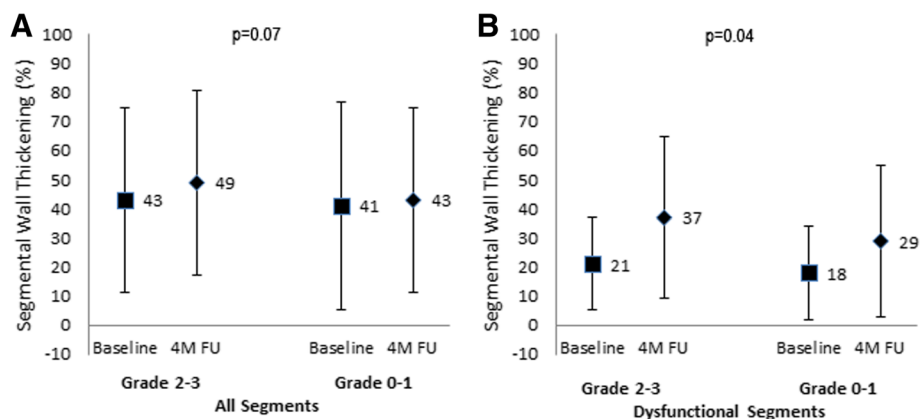 A
p=0.07
Segmental Wall Thickening (%)
100
90
80
70
60
50
40
30
20
10
0
-10
43
49
41
43
Baseline 4M FU Baseline 4M FU
Grade 2-3 Grade 0-1
All Segments
B
p=0.04
Segmental Wall Thickening (%)
100
90
80
70
60
50
40
30
20
10
0
-10
21
37
18
29
Baseline 4M FU Baseline 4M FU
Grade 2-3 Grade 0-1
Dysfunctional Segments